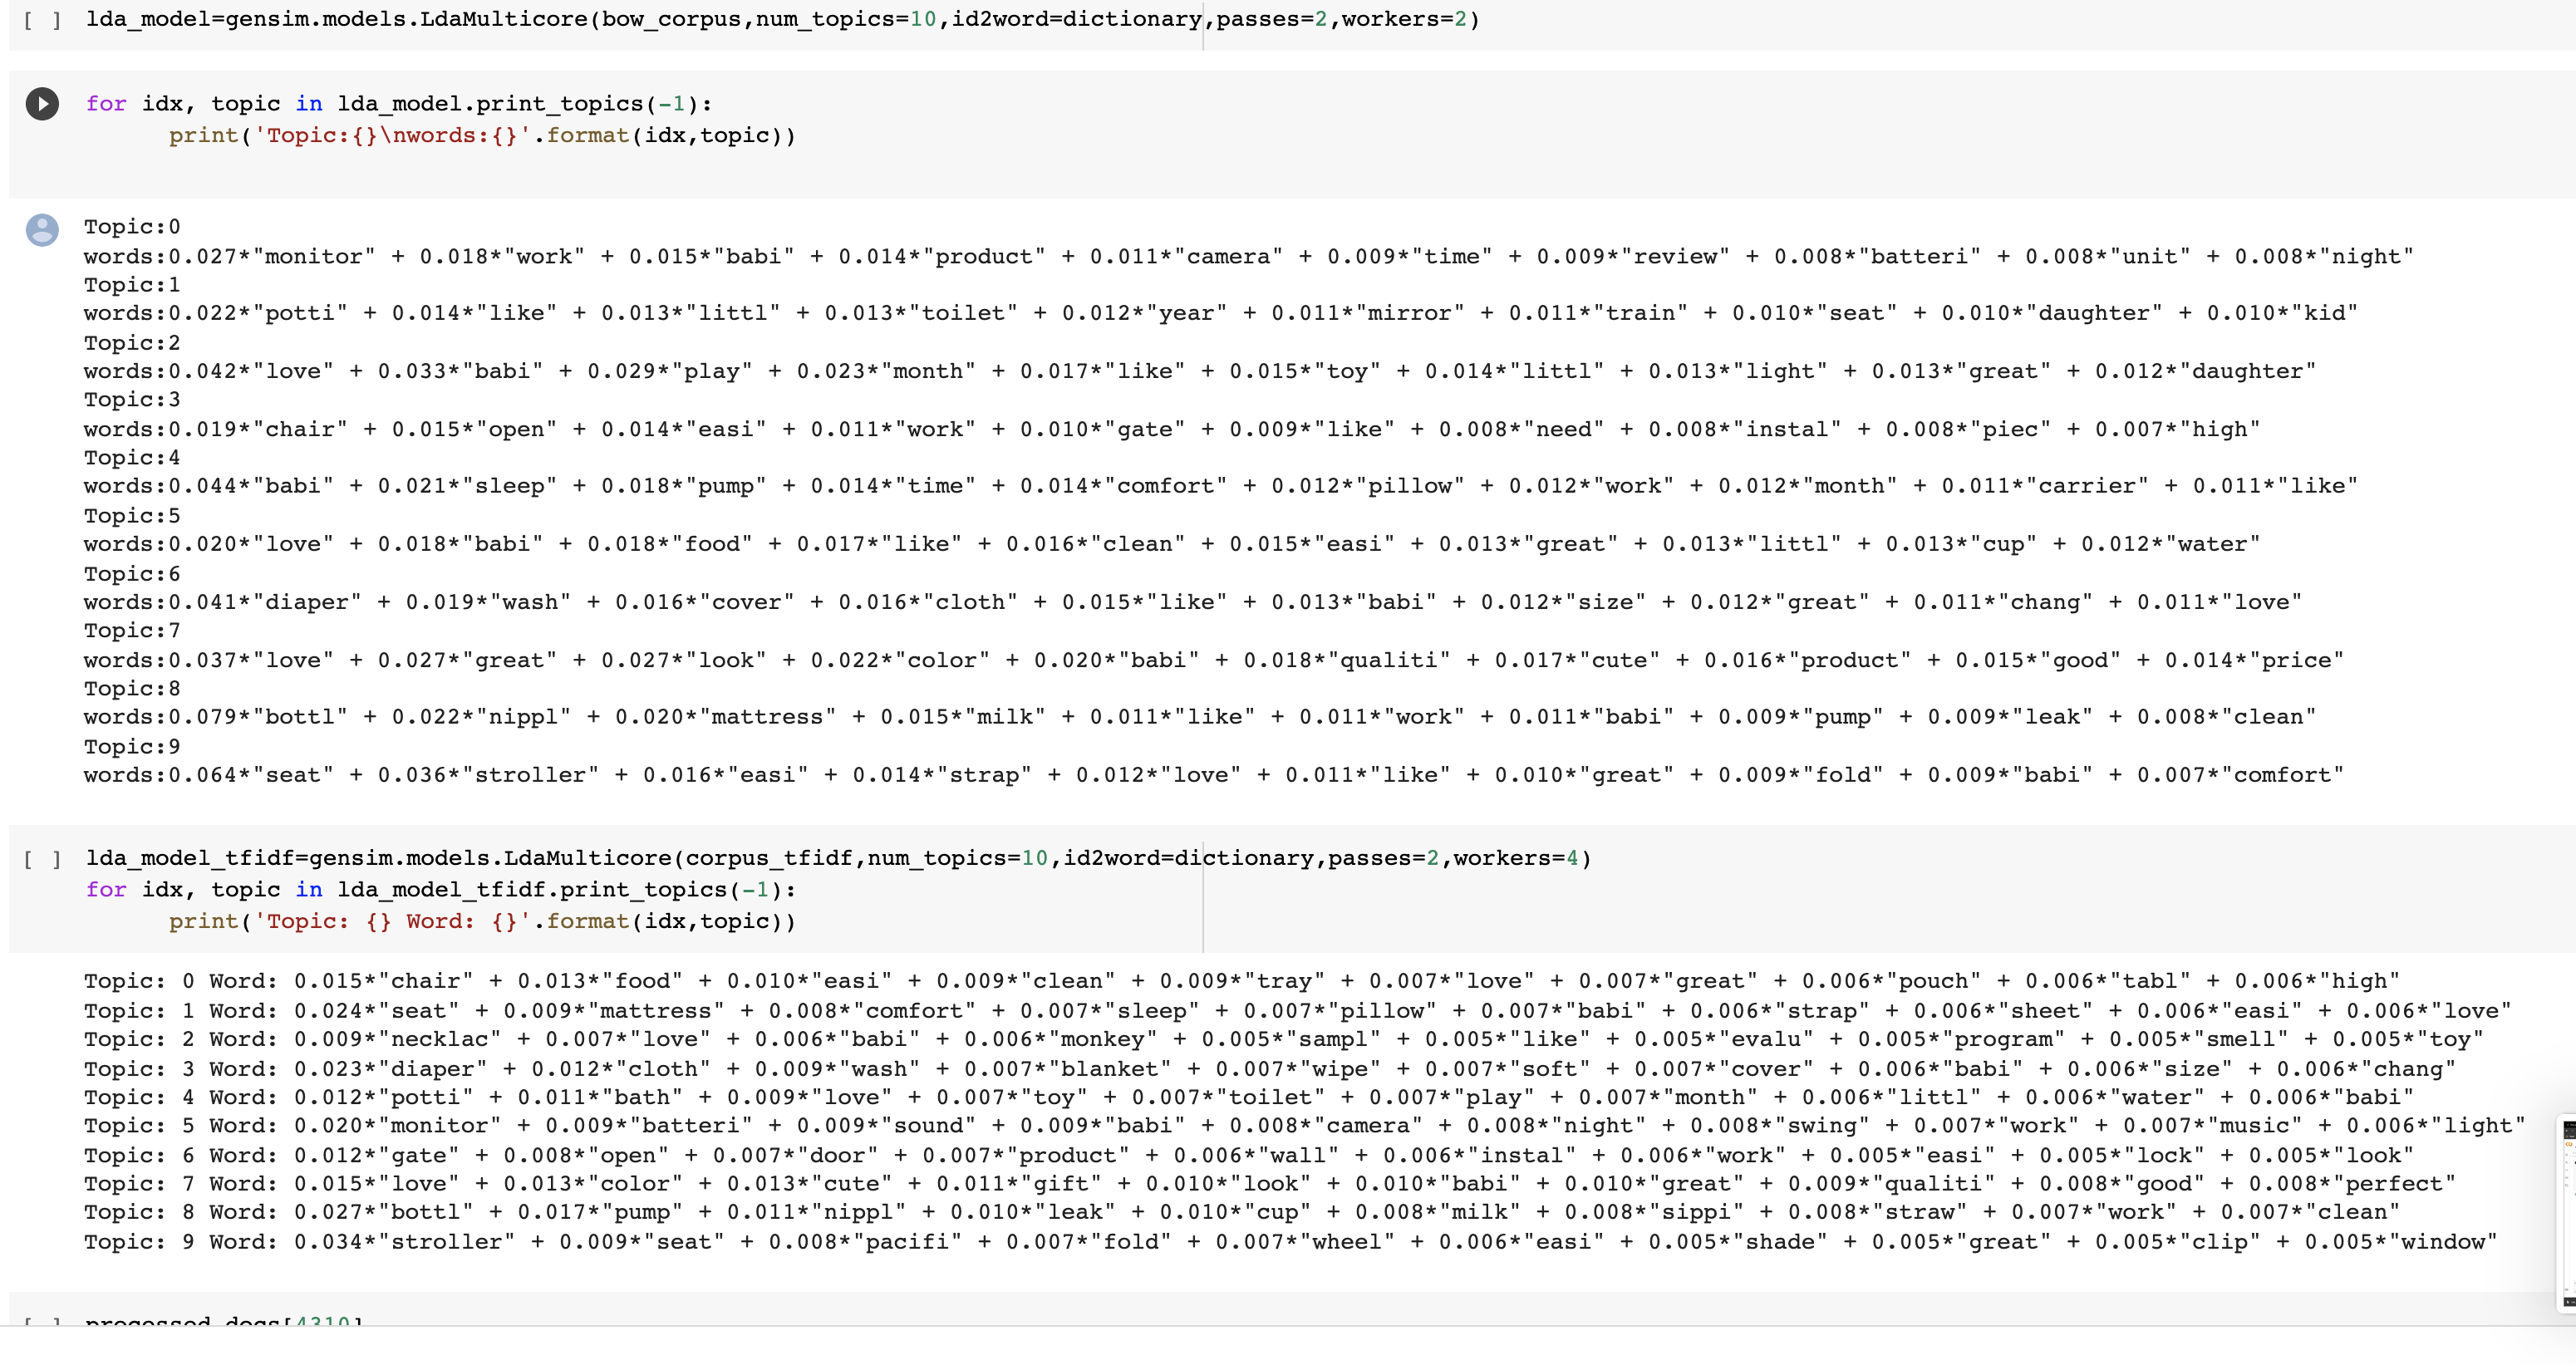 [ ] lda_model=gensim.models.LdaMulticore(bow_corpus,num_topics=10,id2word=dictionary,passes=2,workers=2)
for idx, topic in lda_model.print_topics(-1):
print('Topic:{}\nwords:{}'.format(idx,topic))
Topic:0
words:0.027*"monitor" + 0.018*"work" + 0.015*"babi" + 0.014*"product" + 0.011*"camera" + 0.009*"time" + 0.009*"review" + 0.008*"batteri" + 0.008*"unit" + 0.008*"night"
Topic:1
words:0.022*"potti" + 0.014*"like" + 0.013*"littl" + 0.013*"toilet" + 0.012*"year" + 0.011*"mirror" + 0.011*"train" + 0.010*"seat" + 0.010*"daughter" + 0.010*"kid"
Topic:2
words:0.042*"love" + 0.033*"babi" + 0.029*"play" + 0.023*"month" + 0.017*"like" + 0.015*"toy" + 0.014*"littl" + 0.013*"light" + 0.013*"great" + 0.012*"daughter"
Topic:3
words:0.019*"chair" + 0.015*"open" + 0.014*"easi" + 0.011*"work" + 0.010*"gate" + 0.009*"like" + 0.008*"need" + 0.008*"instal" + 0.008*"piec" + 0.007*"high"
Topic:4
words:0.044*"babi" + 0.021*"sleep" + 0.018*"pump" + 0.014*"time" + 0.014*"comfort" + 0.012*"pillow" + 0.012*"work" + 0.012*"month" + 0.011*"carrier" + 0.011*"like"
Topic:5
words:0.020*"love" + 0.018*"babi" + 0.018*"food" + 0.017*"like" + 0.016*"clean" + 0.015*"easi" + 0.013*"great" + 0.013*"littl" + 0.013*"cup" + 0.012*"water"
Topic:6
words:0.041*"diaper" + 0.019*"wash" + 0.016*"cover" + 0.016*"cloth" + 0.015*"like" + 0.013*"babi" + 0.012*"size" + 0.012*"great" + 0.011*"chang" + 0.011*"love"
Topic:7
words:0.037*"love" + 0.027*"great" + 0.027*"look" + 0.022*"color" + 0.020*"babi" + 0.018*"qualiti" + 0.017*"cute" + 0.016*"product" + 0.015*"good" + 0.014*"price"
Topic:8
words:0.079*"bottl" + 0.022*"nippl" + 0.020*"mattress" + 0.015*"milk" + 0.011*"like" + 0.011*"work" + 0.011*"babi" + 0.009*"pump" + 0.009*"leak" + 0.008*"clean"
Topic:9
words:0.064*"seat" + 0.036*"stroller" + 0.016*"easi" + 0.014*"strap" + 0.012*"love" + 0.011*"like" + 0.010*"great" + 0.009*"fold" + 0.009*"babi" + 0.007*"comfort"
[ ] lda_model_tfidf=gensim.models.LdaMulticore(corpus_tfidf,num_topics=10,id2word=dictionary,passes=2,workers=4)
for idx, topic in lda_model_tfidf.print_topics(-1):
print('Topic: {} Word: {}'.format(idx,topic))
Topic: 0 Word: 0.015*"chair" + 0.013*"food" + 0.010*"easi" + 0.009*"clean" + 0.009*"tray" + 0.007*"love" + 0.007*"great" + 0.006*"pouch" + 0.006*"tabl" + 0.006*"high"
Topic: 1 Word: 0.024*"seat" + 0.009*"mattress" + 0.008*"comfort" + 0.007*"sleep" + 0.007*"pillow" + 0.007*"babi" + 0.006*"strap" + 0.006*"sheet" + 0.006*"easi" + 0.006*"love"
Topic: 2 Word: 0.009*"necklac" + 0.007*"love" + 0.006*"babi" + 0.006*"monkey" + 0.005*"sampl" + 0.005*"like" + 0.005*"evalu" + 0.005*"program" + 0.005*"smell" + 0.005*"toy"
Topic: 3 Word: 0.023*"diaper" + 0.012*"cloth" + 0.009*"wash" + 0.007*"blanket" + 0.007*"wipe" + 0.007*"soft" + 0.007*"cover" + 0.006*"babi" + 0.006*"size" + 0.006*"chang"
Topic: 4 Word: 0.012*"potti" + 0.011*"bath" + 0.009*"love" + 0.007*"toy" + 0.007*"toilet" + 0.007*"play" + 0.007*"month" + 0.006*"littl" + 0.006*"water" + 0.006*"babi"
Topic: 5 Word: 0.020*"monitor" + 0.009*"batteri" + 0.009*"sound" + 0.009*"babi" + 0.008*"camera" + 0.008*"night" + 0.008*"swing" + 0.007*"work" + 0.007*"music" + 0.006*"light"
Topic: 6 Word: 0.012*"gate" + 0.008*"open" + 0.007*"door" + 0.007*"product" + 0.006*"wall" + 0.006*"instal" + 0.006*"work" + 0.005*"easi" + 0.005*"lock" + 0.005*"look"
Topic: 7 Word: 0.015*"love" + 0.013*"color" + 0.013*"cute" + 0.011*"gift" + 0.010*"look" + 0.010*"babi" + 0.010*"great" + 0.009*"qualiti" + 0.008*"good" + 0.008*"perfect"
Topic: 8 Word: 0.027*"bottl" + 0.017*"pump" + 0.011*"nippl" + 0.010*"leak" + 0.010*"cup" + 0.008*"milk" + 0.008*"sippi" + 0.008*"straw" + 0.007*"work" + 0.007*"clean"
Topic: 9 Word: 0.034*"stroller" + 0.009*"seat" + 0.008*"pacifi" + 0.007*"fold" + 0.007*"wheel" + 0.006*"easi" + 0.005*"shade" + 0.005*"great" + 0.005*"clip" + 0.005*"window"
[ ] processed_docs[4310]